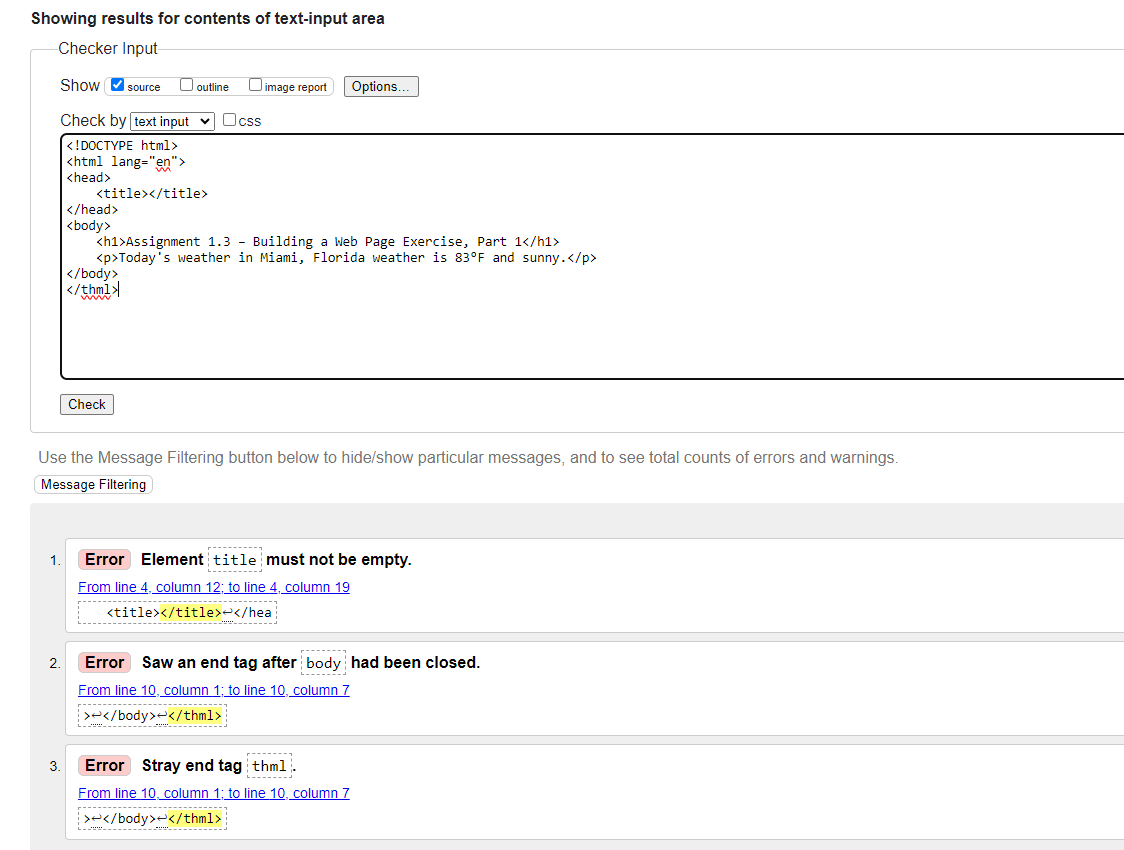 Showing results for contents of text-input area
Checker Input
Show source outline image report Options...
Check by text input css
<!DOCTYPE html>
<html lang="en">
<head>
    <title></title>
</head>
<body>
    <h1>Assignment 1.3 – Building a Web Page Exercise, Part 1</h1>
    <p>Today's weather in Miami, Florida weather is 83°F and sunny.</p>
</body>
</thml>
Check
Use the Message Filtering button below to hide/show particular messages, and to see total counts of errors and warnings.
Message Filtering
1. Error Element title must not be empty.
From line 4, column 12; to line 4, column 19
<title></title>↩</hea
2. Error Saw an end tag after body had been closed.
From line 10, column 1; to line 10, column 7
>↩</body>↩</thml>
3. Error Stray end tag thml.
From line 10, column 1; to line 10, column 7
>↩</body>↩</thml>